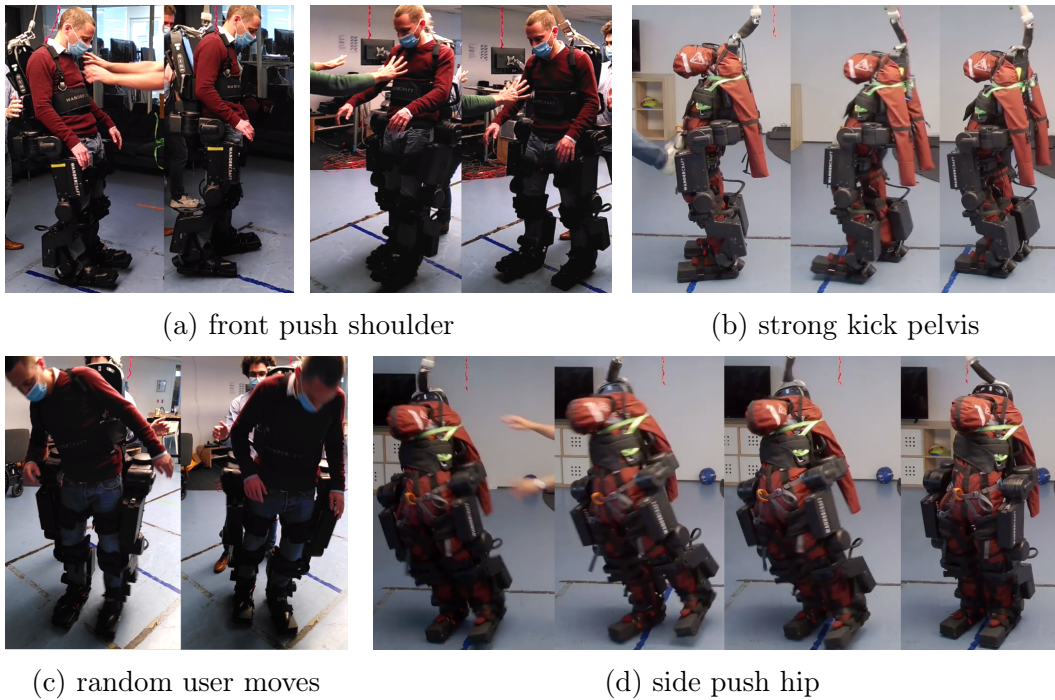 (a) front push shoulder
(b) strong kick pelvis
(c) random user moves
(d) side push hip